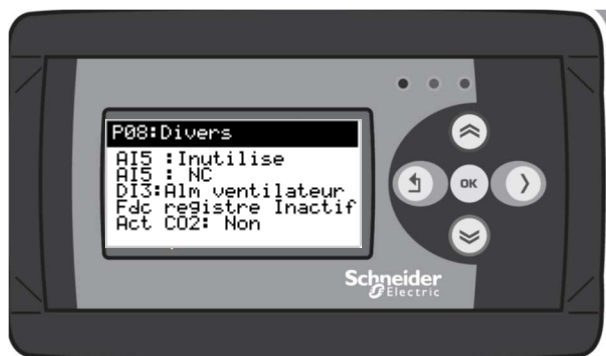 P08:Divers
AI5 :Inutilise
AI5 : NC
DI3:Alm ventilateur
Fdc registre Inactif
Act CO2: Non
OK
Schneider
Electric